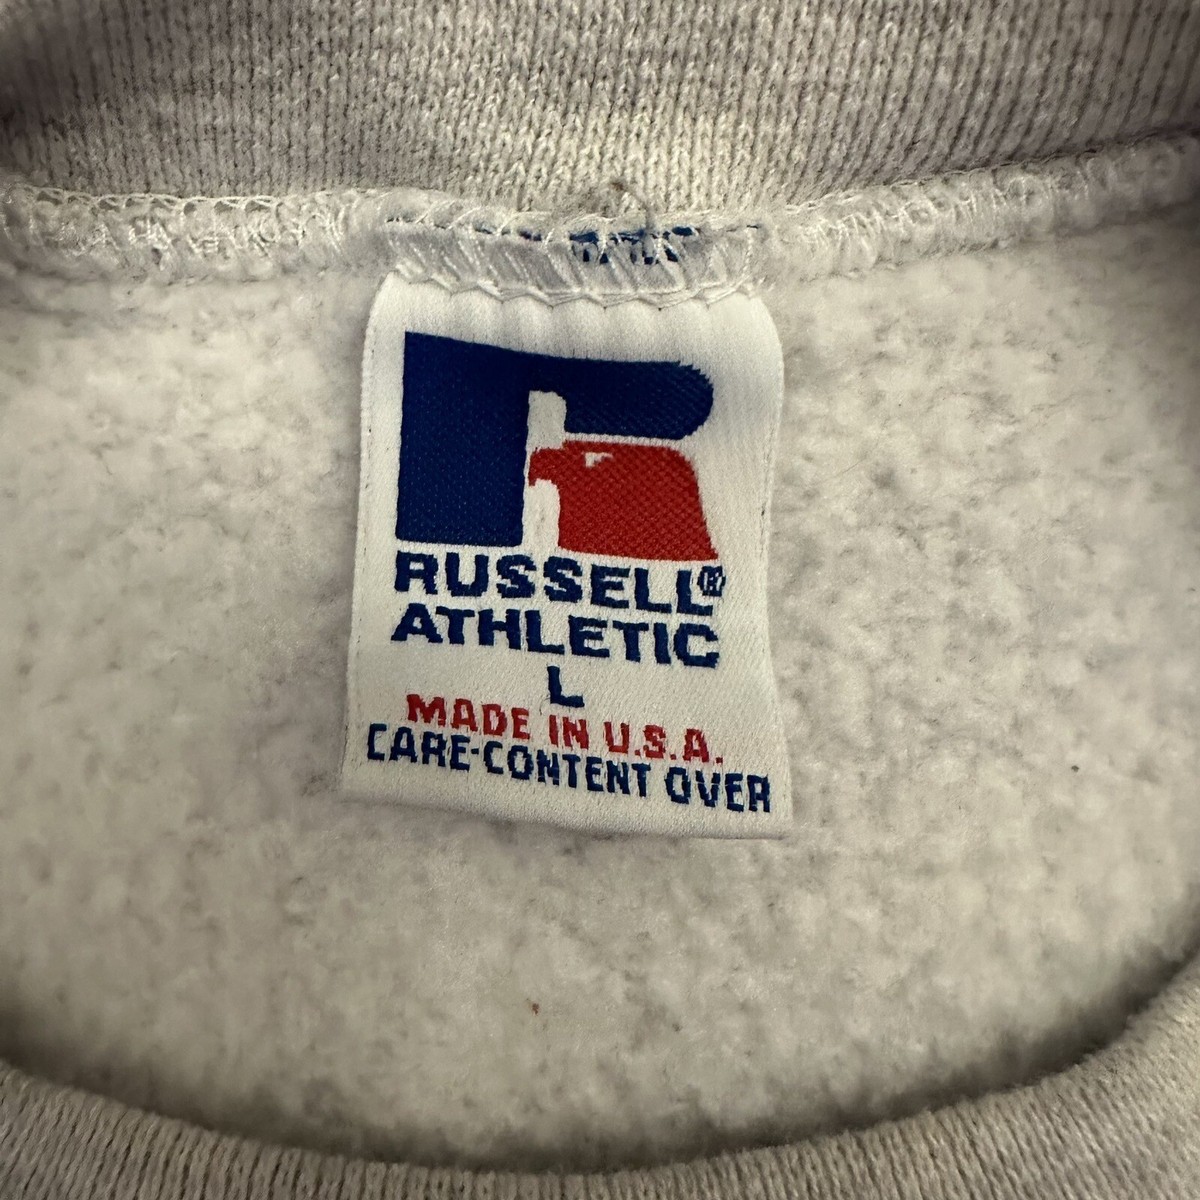 RUSSELL®
ATHLETIC
L
MADE IN U.S.A.
CARE-CONTENT OVER